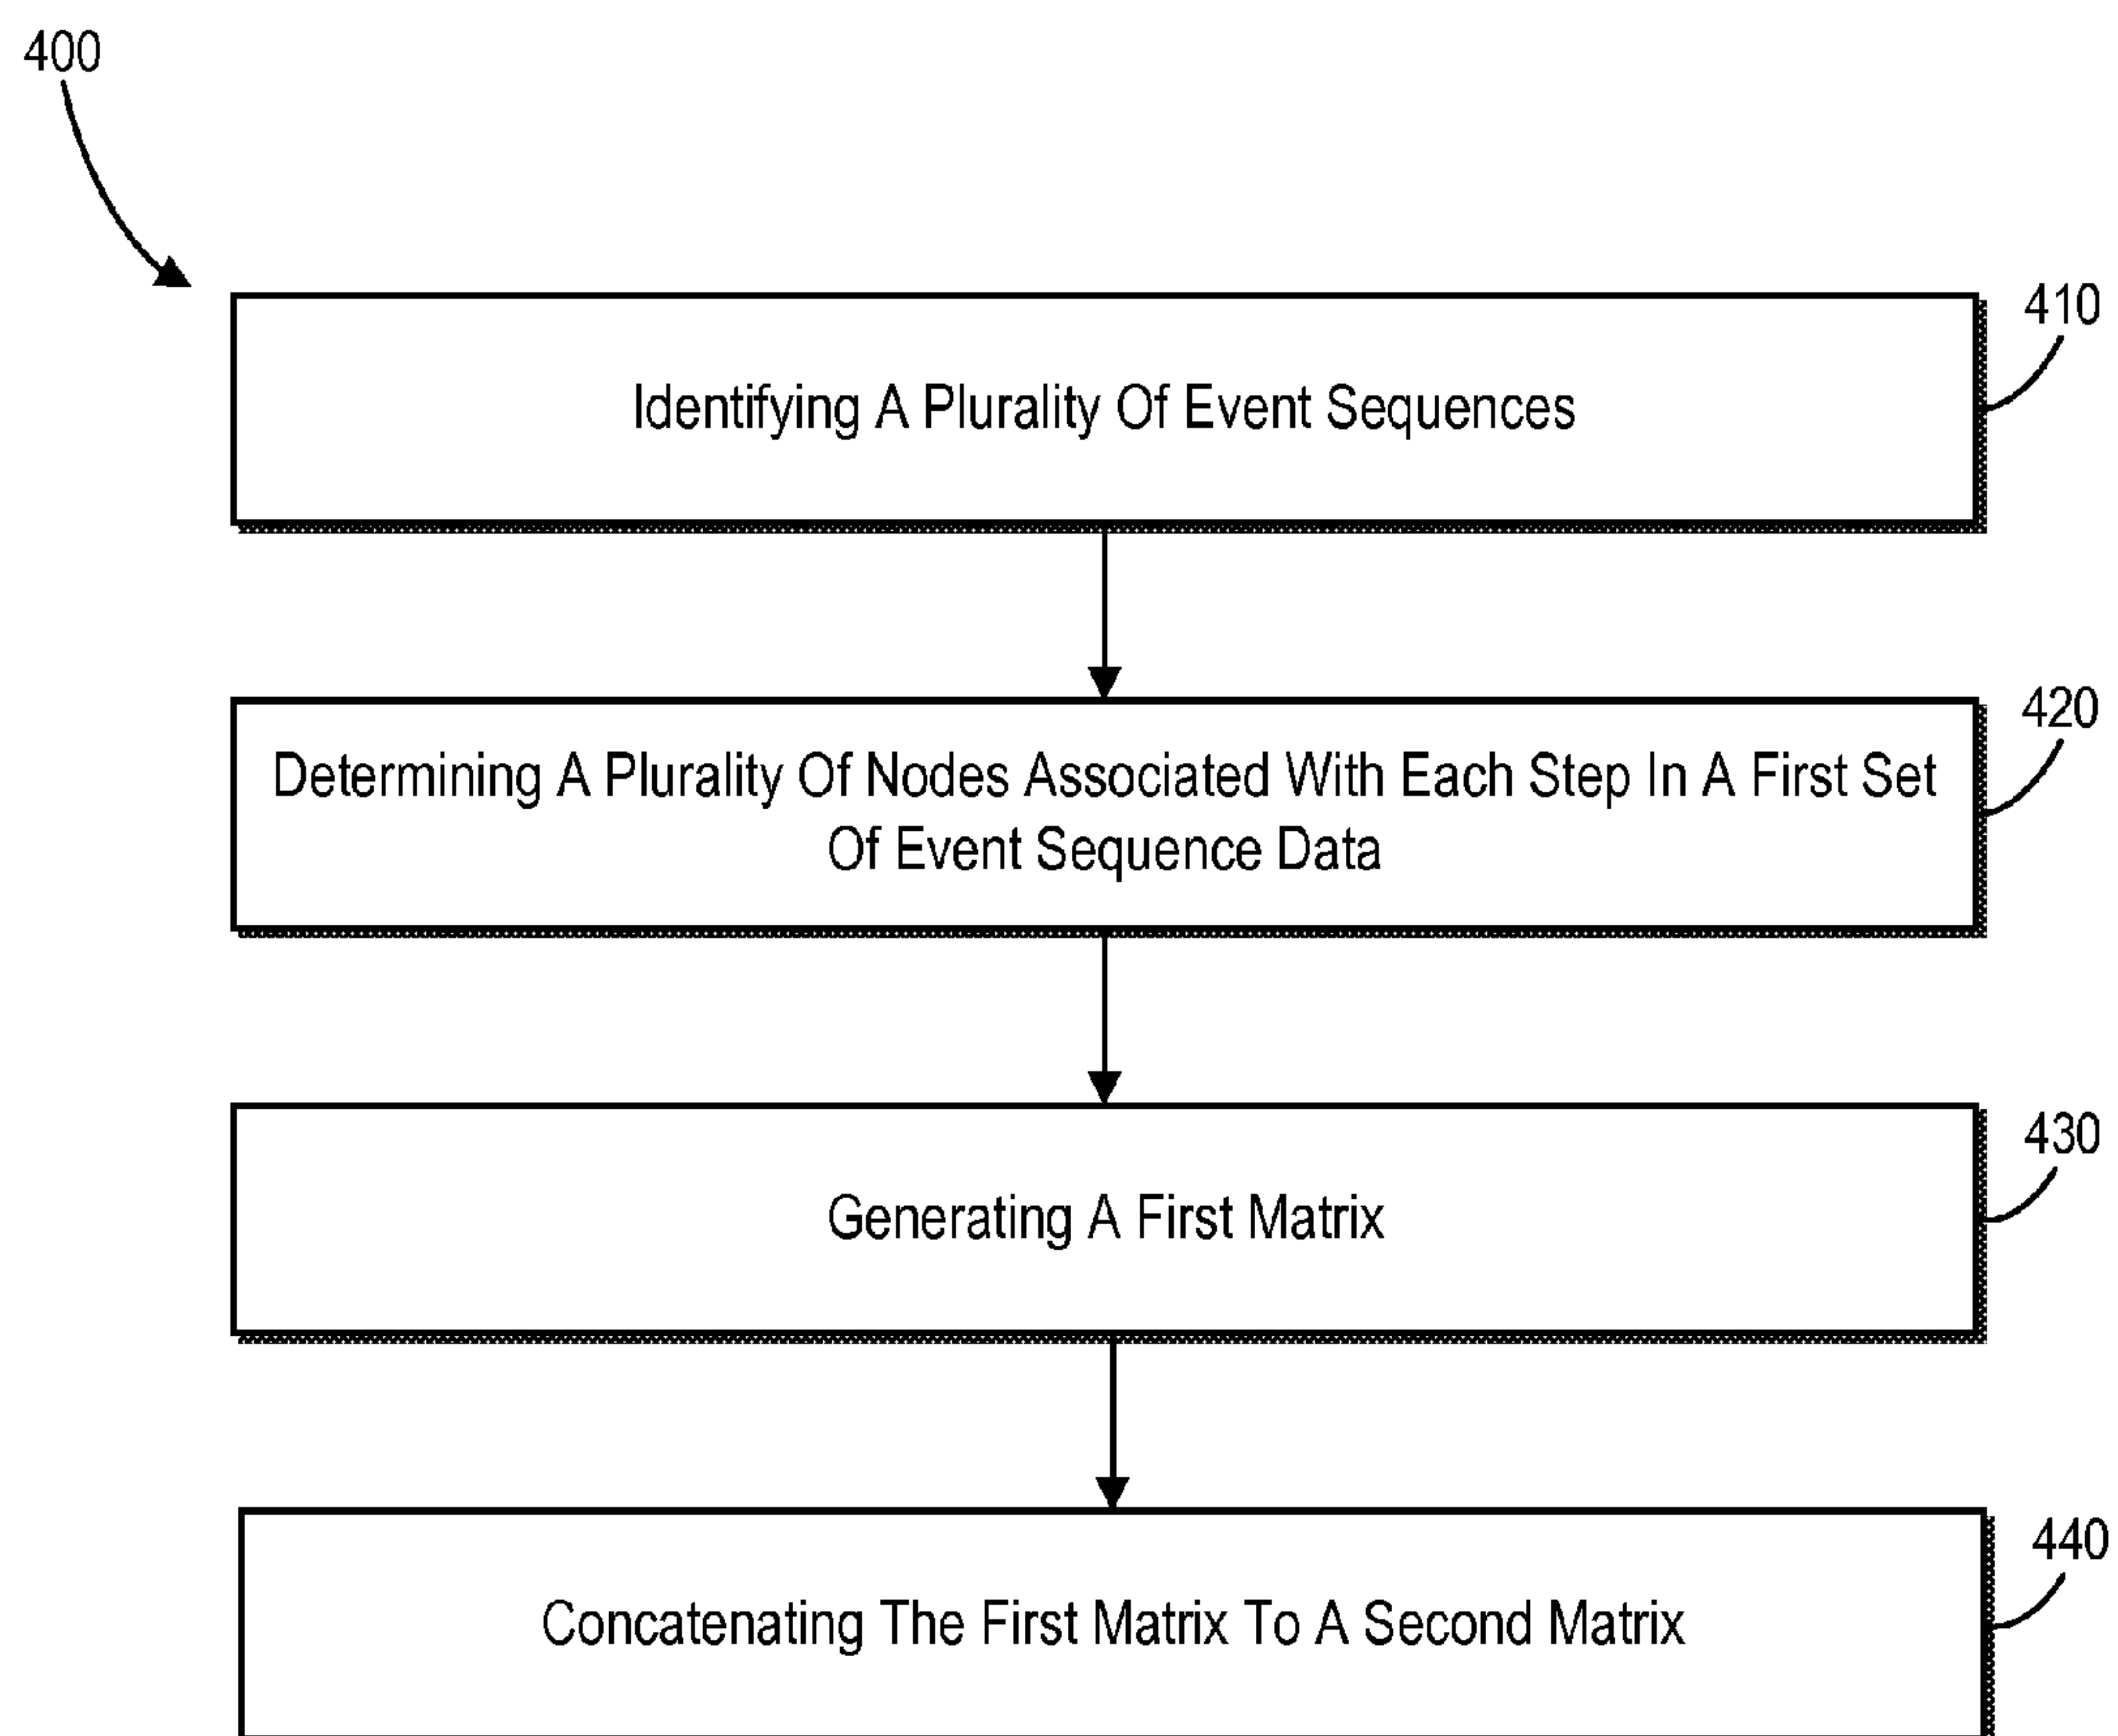 400
410
Identifying A Plurality Of Event Sequences
420
Determining A Plurality Of Nodes Associated With Each Step In A First Set
Of Event Sequence Data
430
Generating A First Matrix
440
Concatenating The First Matrix To A Second Matrix